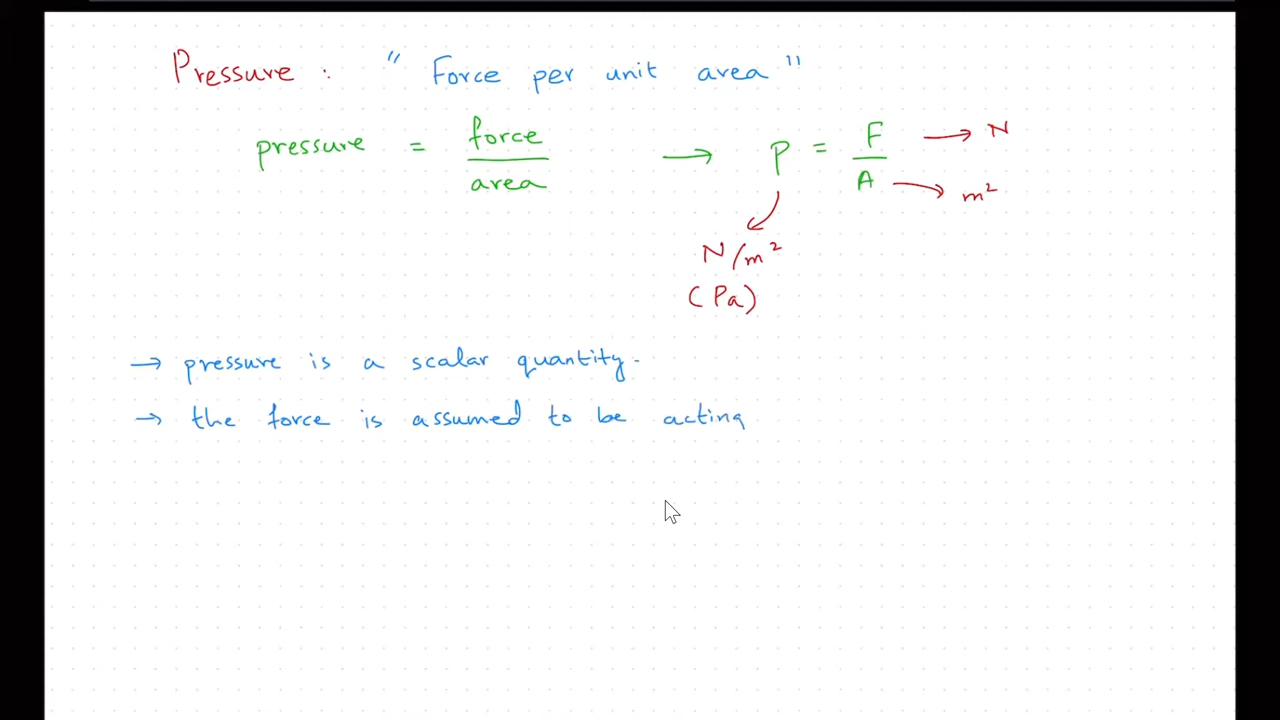 Pressure : " Force per unit area "
pressure = force / area → P = F / A
→ N
→ m²
N/m²
(Pa)
→ pressure is a scalar quantity.
→ the force is assumed to be acting